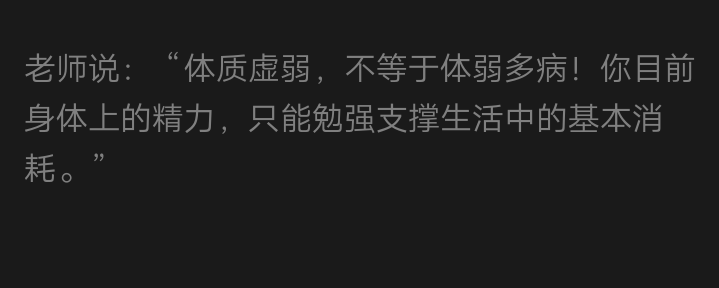 老师说：“体质虚弱，不等于体弱多病！你目前
身体上的精力，只能勉强支撑生活中的基本消
耗。”